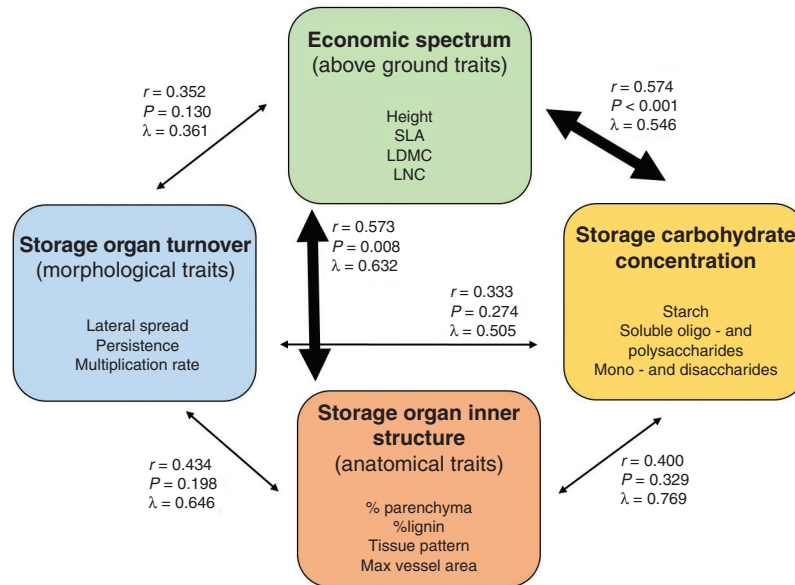 Economic spectrum
(above ground traits)
Height
SLA
LDMC
LNC
r = 0.352
P = 0.130
λ = 0.361
r = 0.574
P < 0.001
λ = 0.546
Storage organ turnover
(morphological traits)
Lateral spread
Persistence
Multiplication rate
r = 0.573
P = 0.008
λ = 0.632
r = 0.333
P = 0.274
λ = 0.505
Storage carbohydrate
concentration
Starch
Soluble oligo - and
polysaccharides
Mono - and disaccharides
r = 0.434
P = 0.198
λ = 0.646
Storage organ inner
structure
(anatomical traits)
% parenchyma
%lignin
Tissue pattern
Max vessel area
r = 0.400
P = 0.329
λ = 0.769